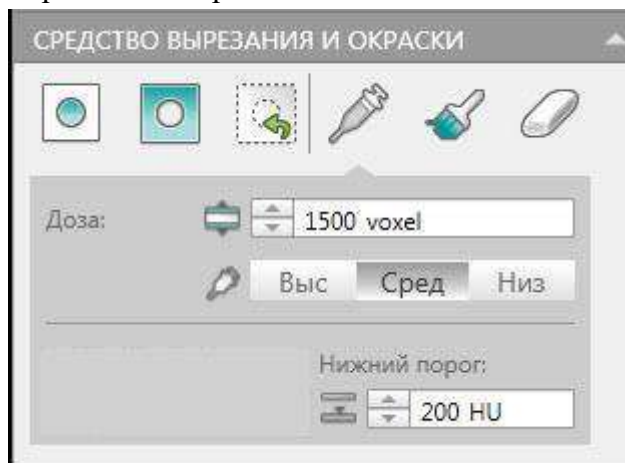 СРЕДСТВО ВЫРЕЗАНИЯ И ОКРАСКИ
Доза: 1500 voxel
Выс Сред Низ
Нижний порог:
200 HU